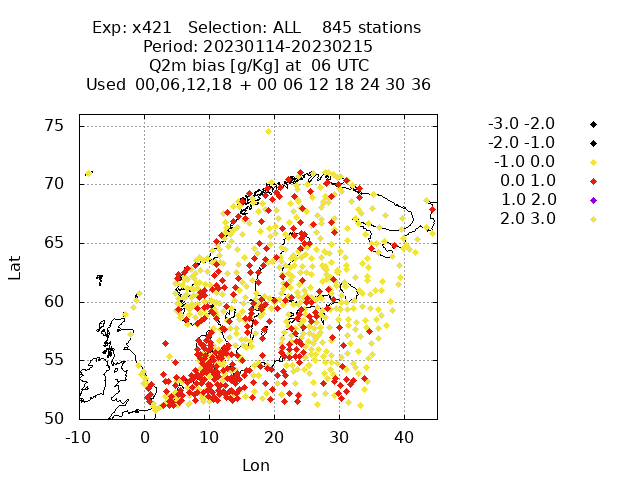 Exp: x421 Selection: ALL 845 stations
Period: 20230114-20230215
Q2m bias [g/Kg] at 06 UTC
Used 00,06,12,18 + 00 06 12 18 24 30 36
-3.0 -2.0
-2.0 -1.0
-1.0 0.0
0.0 1.0
1.0 2.0
2.0 3.0
75
70
65
60
55
50
Lat
-10 0 10 20 30 40
Lon